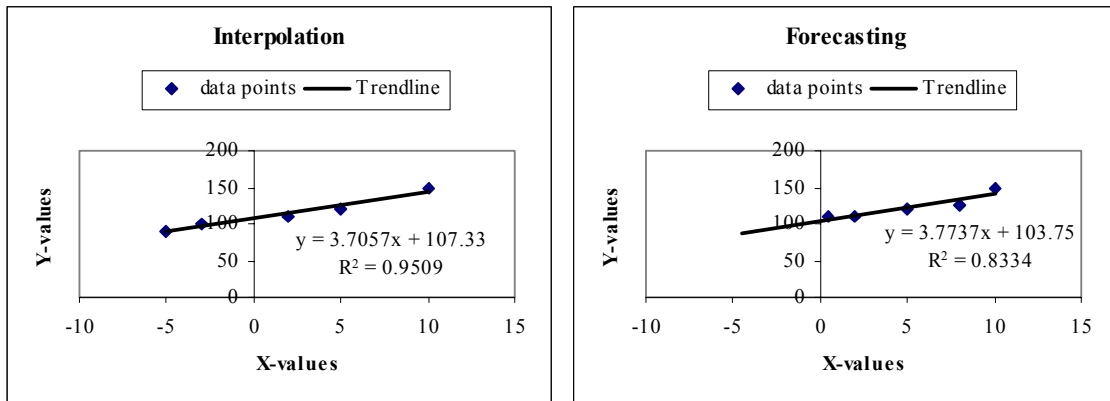 Interpolation
data points Trendline
200
150
100
50
0
-10 -5 0 5 10 15
Y-values
X-values
y = 3.7057x + 107.33
R² = 0.9509
Forecasting
data points Trendline
200
150
100
50
0
-10 -5 0 5 10 15
Y-values
X-values
y = 3.7737x + 103.75
R² = 0.8334